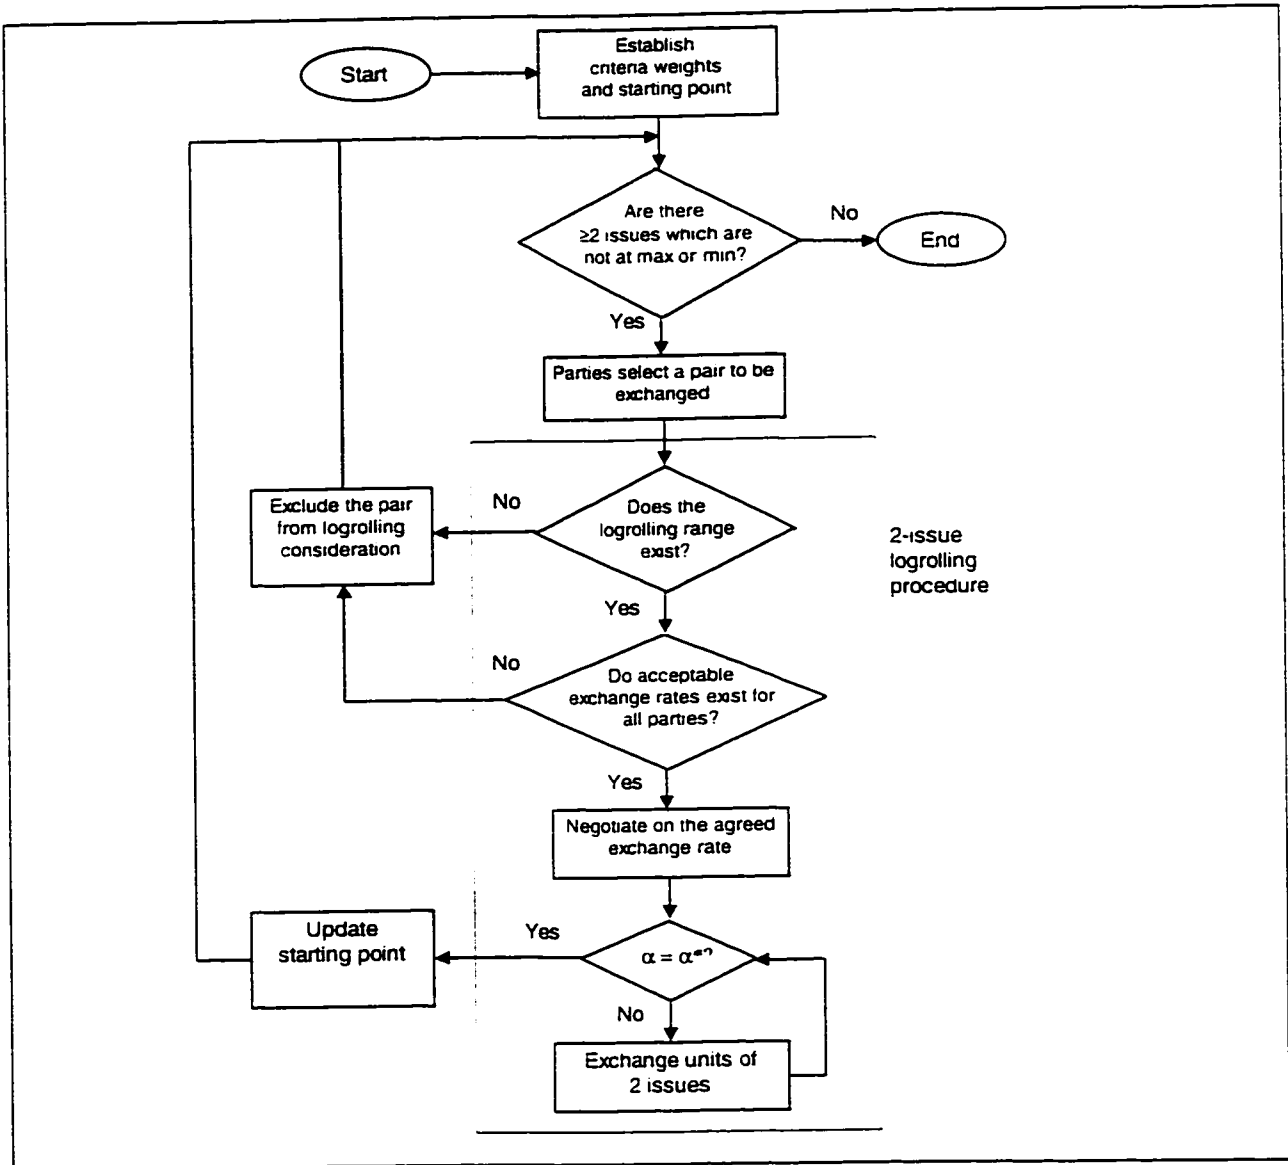 Start
Establish
criteria weights
and starting point
Are there
≥2 issues which are
not at max or min?
No
End
Yes
Parties select a pair to be
exchanged
Exclude the pair
from logrolling
consideration
No
Does the
logrolling range
exist?
2-issue
logrolling
procedure
Yes
No
Do acceptable
exchange rates exist for
all parties?
Yes
Negotiate on the agreed
exchange rate
Update
starting point
Yes
α = α*?
No
Exchange units of
2 issues